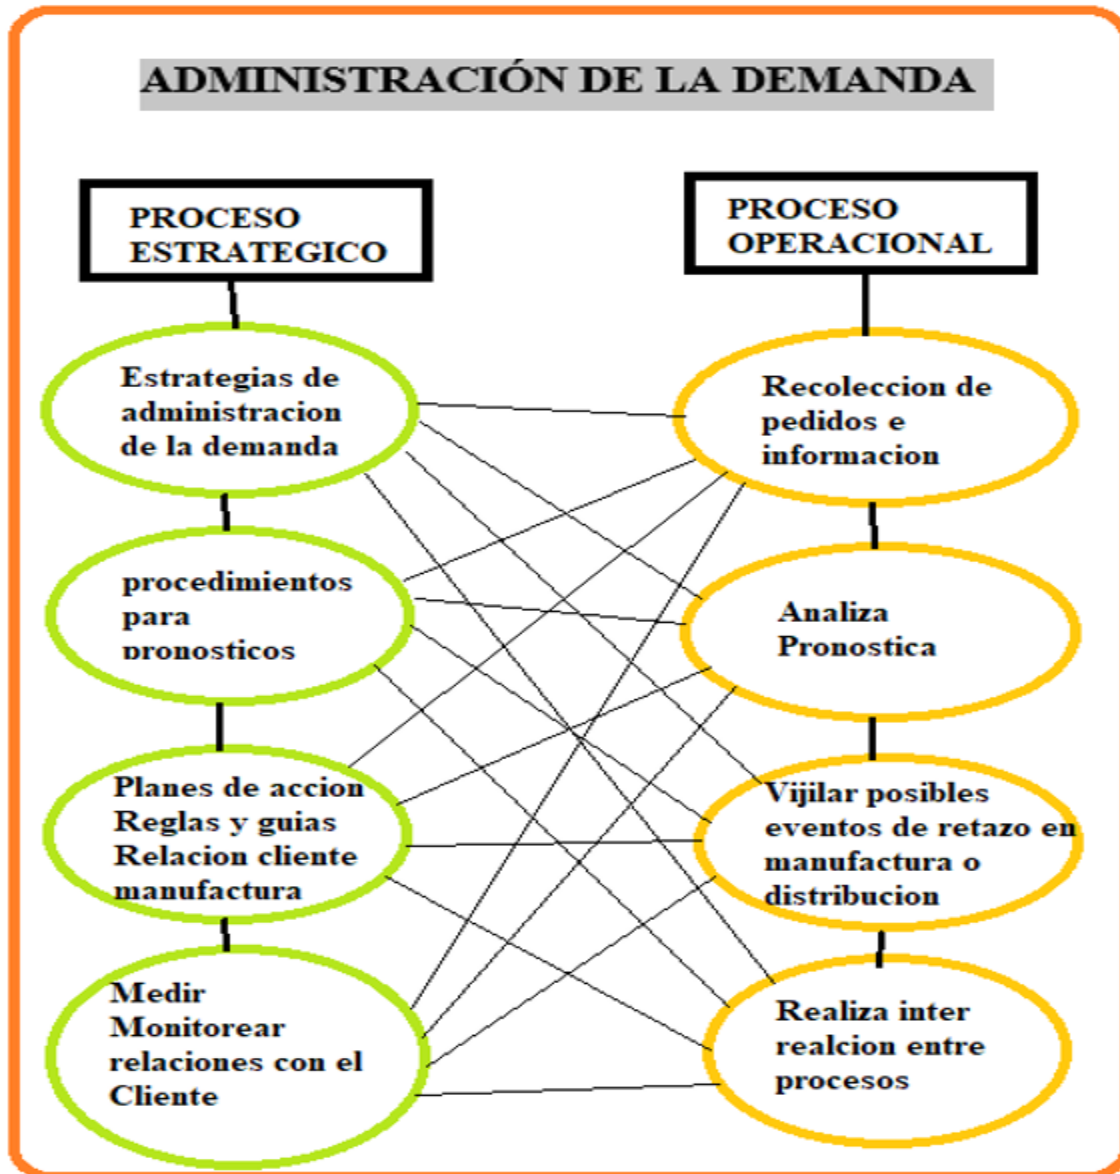 ADMINISTRACIÓN DE LA DEMANDA
PROCESO
ESTRATEGICO
Estrategias de
administracion
de la demanda
procedimientos
para
pronosticos
Planes de accion
Reglas y guias
Relacion cliente
manufactura
Medir
Monitorear
relaciones con el
Cliente
PROCESO
OPERACIONAL
Recoleccion de
pedidos e
informacion
Analiza
Pronostica
Vijilar posibles
eventos de retazo en
manufactura o
distribucion
Realiza inter
realcion entre
procesos